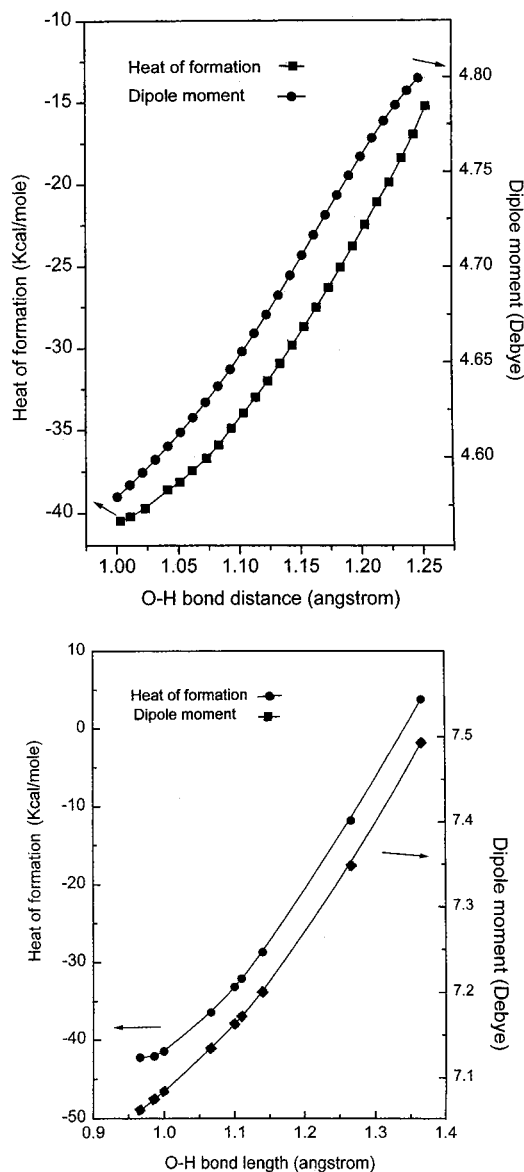 -10
-15
-20
-25
-30
-35
-40
Heat of formation (Kcal/mole)
Heat of formation
Dipole moment
4.80
4.75
4.70
4.65
4.60
Diploe moment (Debye)
1.00 1.05 1.10 1.15 1.20 1.25
O-H bond distance (angstrom)
10
0
-10
-20
-30
-40
-50
Heat of formation (Kcal/mole)
Heat of formation
Dipole moment
7.5
7.4
7.3
7.2
7.1
Dipole moment (Debye)
0.9 1.0 1.1 1.2 1.3 1.4
O-H bond length (angstrom)